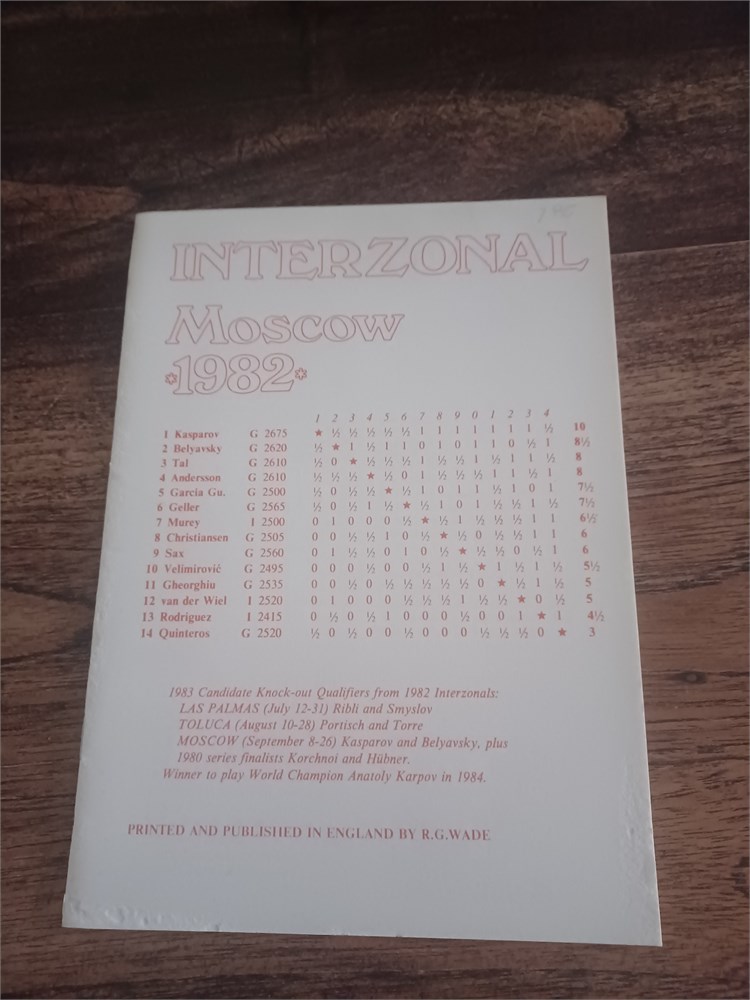 INTERZONAL
Moscow
*1982*
1 2 3 4 5 6 7 8 9 0 1 2 3 4
1 Kasparov G 2675 ★ ½ ½ ½ ½ ½ 1 1 1 1 1 1 1 ½ 10
2 Belyavsky G 2620 ½ ★ 1 ½ 1 1 0 1 0 1 1 0 ½ 1 8½
3 Tal G 2610 ½ 0 ★ ½ ½ ½ 1 ½ ½ 1 ½ 1 1 ½ 8
4 Andersson G 2610 ½ ½ ½ ★ ½ 0 1 ½ ½ ½ 1 1 ½ 1 8
5 Garcia Gu. G 2500 ½ 0 ½ ½ ★ ½ 1 0 1 1 ½ 1 0 1 7½
6 Geller G 2565 ½ 0 ½ 1 ½ ★ ½ 1 0 1 ½ ½ 1 ½ 7½
7 Murey I 2500 0 1 0 0 0 ½ ★ ½ 1 ½ ½ ½ 1 1 6½
8 Christiansen G 2505 0 0 ½ ½ 1 0 ½ ★ ½ 0 ½ ½ 1 1 6
9 Sax G 2560 0 1 ½ ½ 0 1 0 ½ ★ ½ ½ 0 ½ 1 6
10 Velimirović G 2495 0 0 0 ½ 0 0 ½ 1 ½ ★ 1 ½ 1 ½ 5½
11 Gheorghiu G 2535 0 0 ½ 0 ½ ½ ½ ½ ½ 0 ★ ½ 1 ½ 5
12 van der Wiel I 2520 0 1 0 0 0 ½ ½ ½ 1 ½ ½ ★ 0 ½ 5
13 Rodriguez I 2415 0 ½ 0 ½ 1 0 0 0 ½ 0 0 1 ★ 1 4½
14 Quinteros G 2520 ½ 0 ½ 0 0 ½ 0 0 0 ½ ½ ½ 0 ★ 3
1983 Candidate Knock-out Qualifiers from 1982 Interzonals:
LAS PALMAS (July 12-31) Ribli and Smyslov
TOLUCA (August 10-28) Portisch and Torre
MOSCOW (September 8-26) Kasparov and Belyavsky, plus
1980 series finalists Korchnoi and Hübner.
Winner to play World Champion Anatoly Karpov in 1984.
PRINTED AND PUBLISHED IN ENGLAND BY R.G.WADE